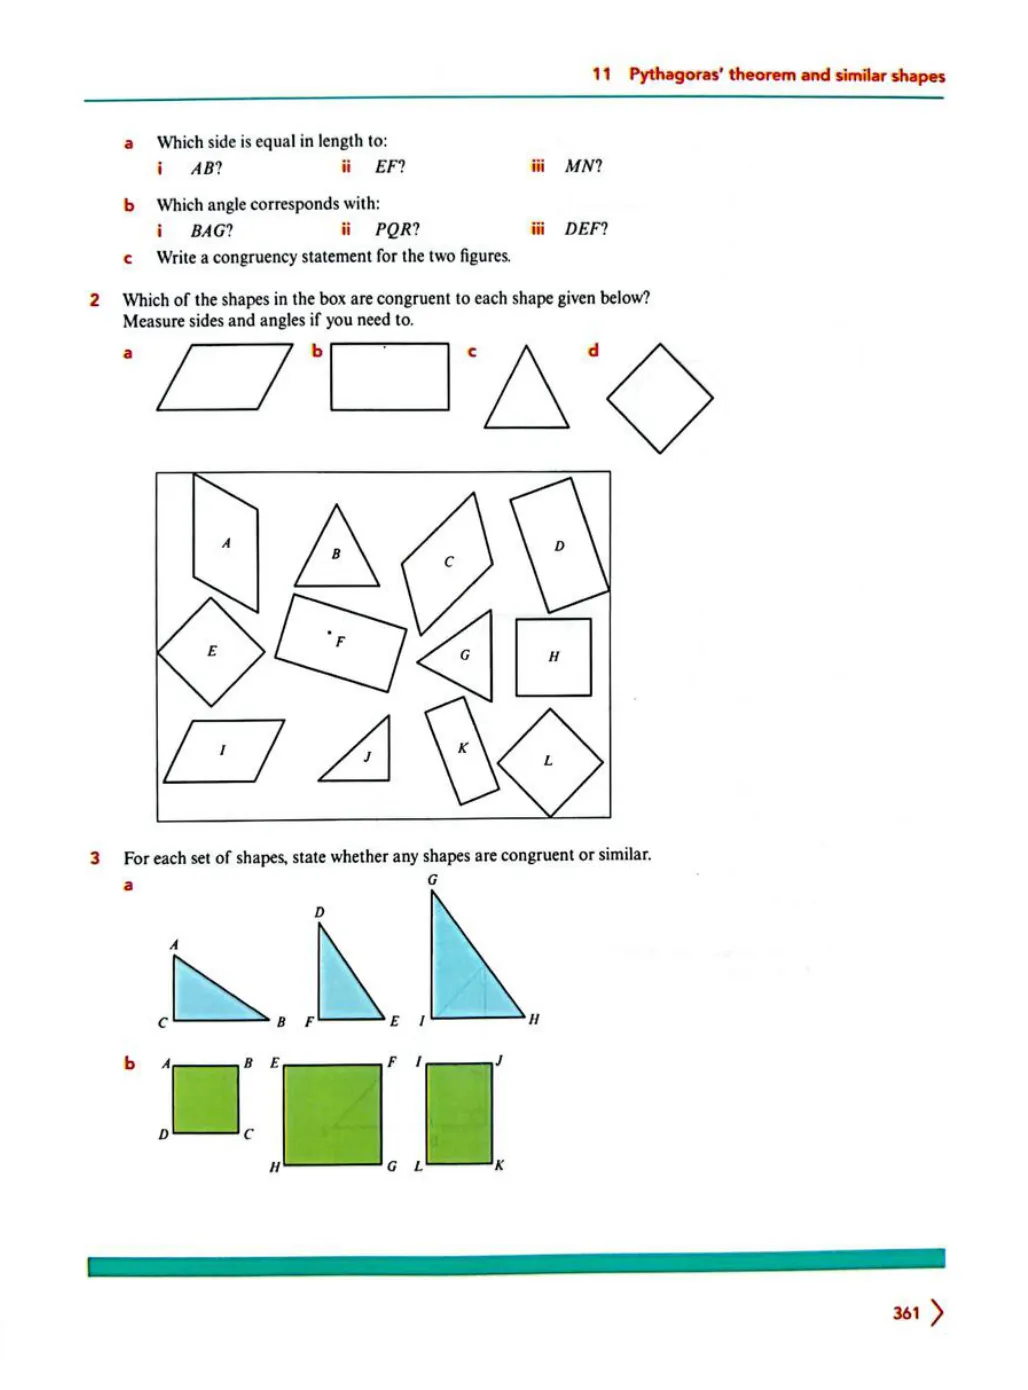 11 Pythagoras' theorem and similar shapes
a Which side is equal in length to:
i AB? ii EF? iii MN?
b Which angle corresponds with:
i BAG? ii PQR? iii DEF?
c Write a congruency statement for the two figures.
2 Which of the shapes in the box are congruent to each shape given below?
Measure sides and angles if you need to.
a b c d
A B C D
E F G H
I J K L
3 For each set of shapes, state whether any shapes are congruent or similar.
a
G
D
A
C B F E I H
b A B E F I J
D C
H G L K
361